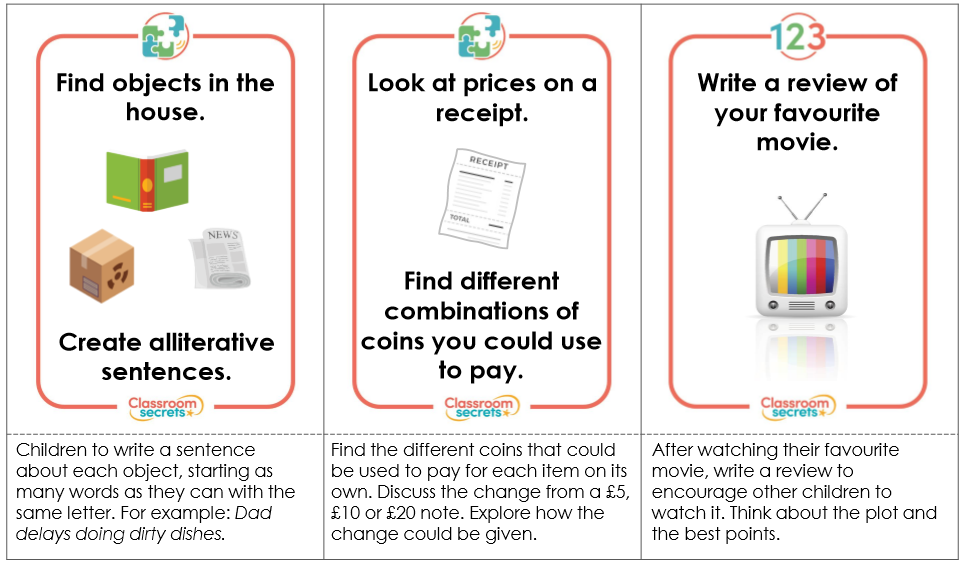 Find objects in the
house.
NEWS
Create alliterative
sentences.
Classroom
secrets
Children to write a sentence
about each object, starting as
many words as they can with the
same letter. For example: Dad
delays doing dirty dishes.
Look at prices on a
receipt.
RECEIPT
TOTAL
Find different
combinations of
coins you could use
to pay.
Classroom
secrets
Find the different coins that could
be used to pay for each item on its
own. Discuss the change from a £5,
£10 or £20 note. Explore how the
change could be given.
123
Write a review of
your favourite
movie.
Classroom
secrets
After watching their favourite
movie, write a review to
encourage other children to
watch it. Think about the plot and
the best points.